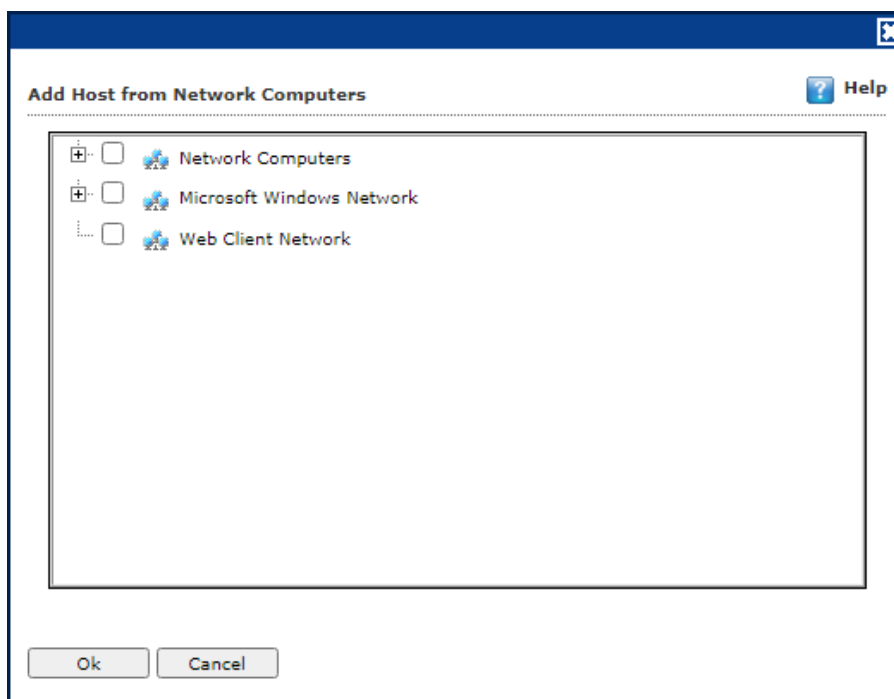 Add Host from Network Computers
? Help
Network Computers
Microsoft Windows Network
Web Client Network
Ok Cancel